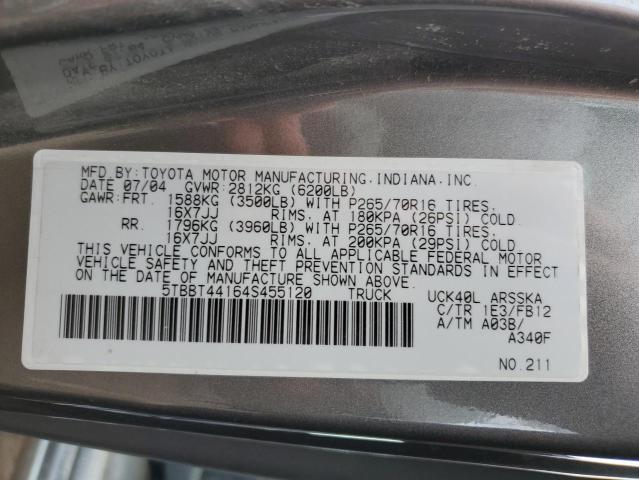 MFD.BY:TOYOTA MOTOR MANUFACTURING.INDIANA.INC.
DATE 07/04 GVWR:2812KG (6200LB)
GAWR:FRT. 1588KG (3500LB) WITH P265/70R16 TIRES.
16X7JJ RIMS. AT 180KPA (26PSI) COLD.
RR. 1796KG (3960LB) WITH P265/70R16 TIRES.
16X7JJ RIMS. AT 200KPA (29PSI) COLD.
THIS VEHICLE CONFORMS TO ALL APPLICABLE FEDERAL MOTOR
VEHICLE SAFETY AND THEFT PREVENTION STANDARDS IN EFFECT
ON THE DATE OF MANUFACTURE SHOWN ABOVE.
5TBBT44164S455120 TRUCK UCK40L ARSSKA
C/TR 1E3/FB12
A/TM A03B/
A340F
NO.211